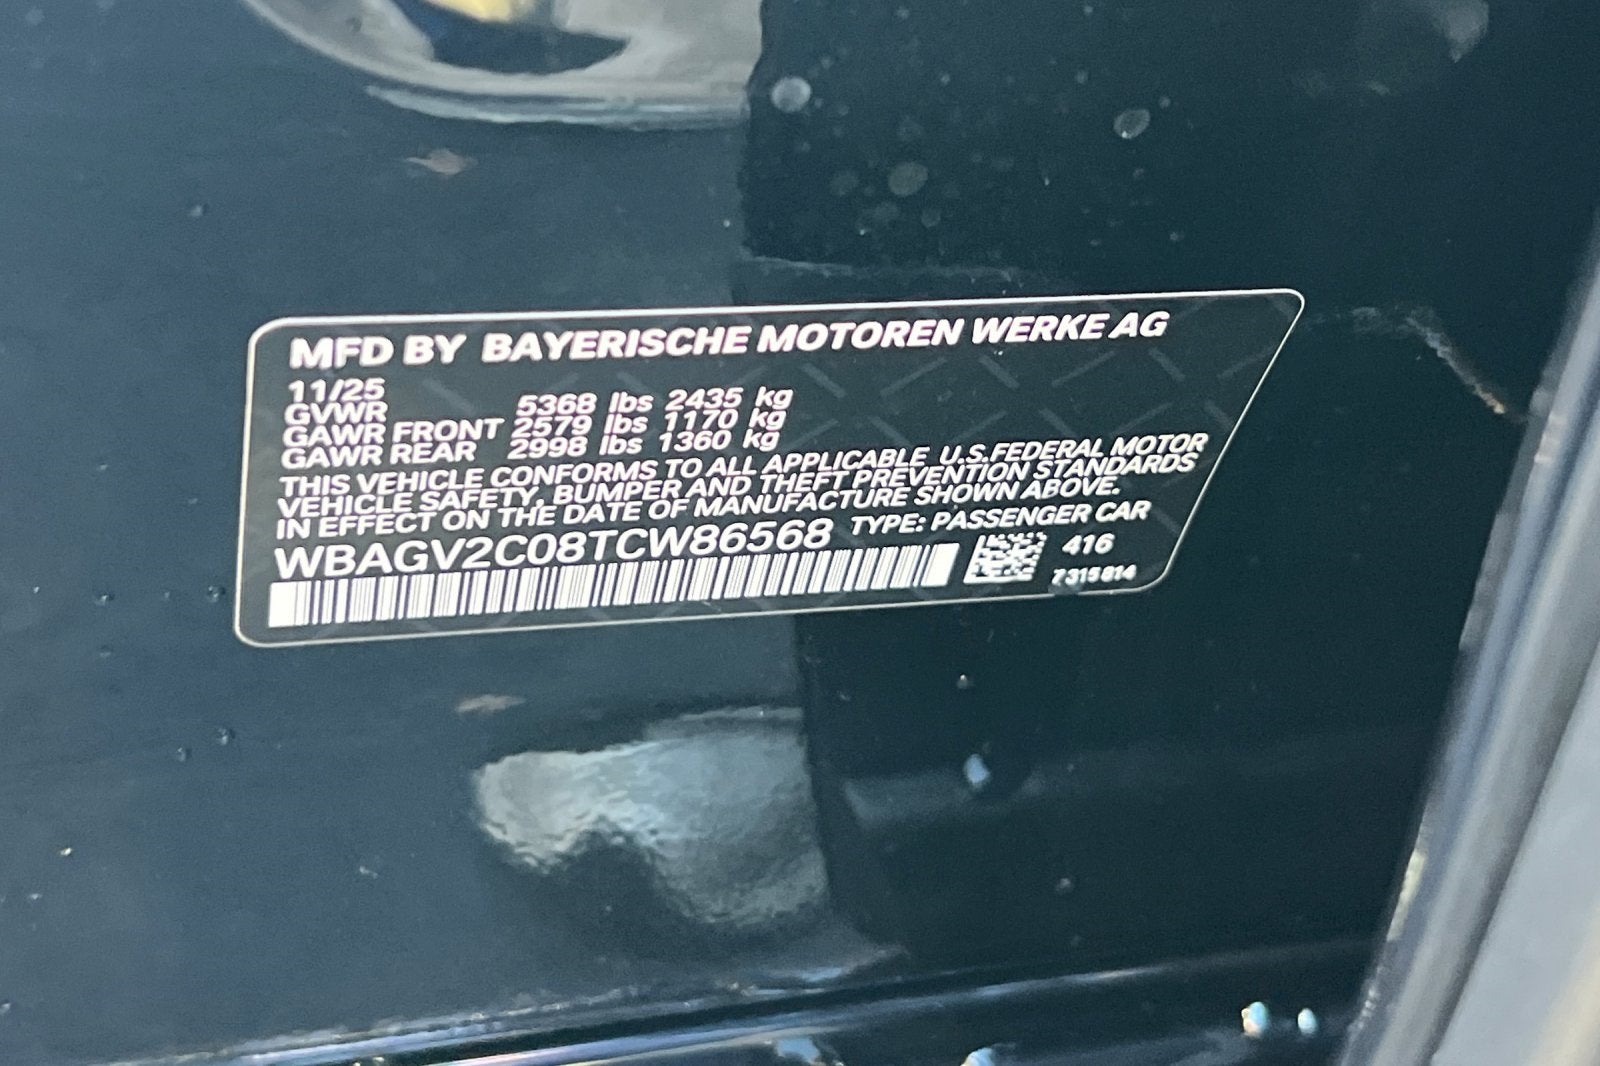 MFD BY BAYERISCHE MOTOREN WERKE AG
11/25
GVWR 5368 lbs 2435 kg
GAWR FRONT 2579 lbs 1170 kg
GAWR REAR 2998 lbs 1360 kg
THIS VEHICLE CONFORMS TO ALL APPLICABLE U.S.FEDERAL MOTOR
VEHICLE SAFETY, BUMPER AND THEFT PREVENTION STANDARDS
IN EFFECT ON THE DATE OF MANUFACTURE SHOWN ABOVE.
WBAGV2C08TCW86568 TYPE: PASSENGER CAR
416
7315814